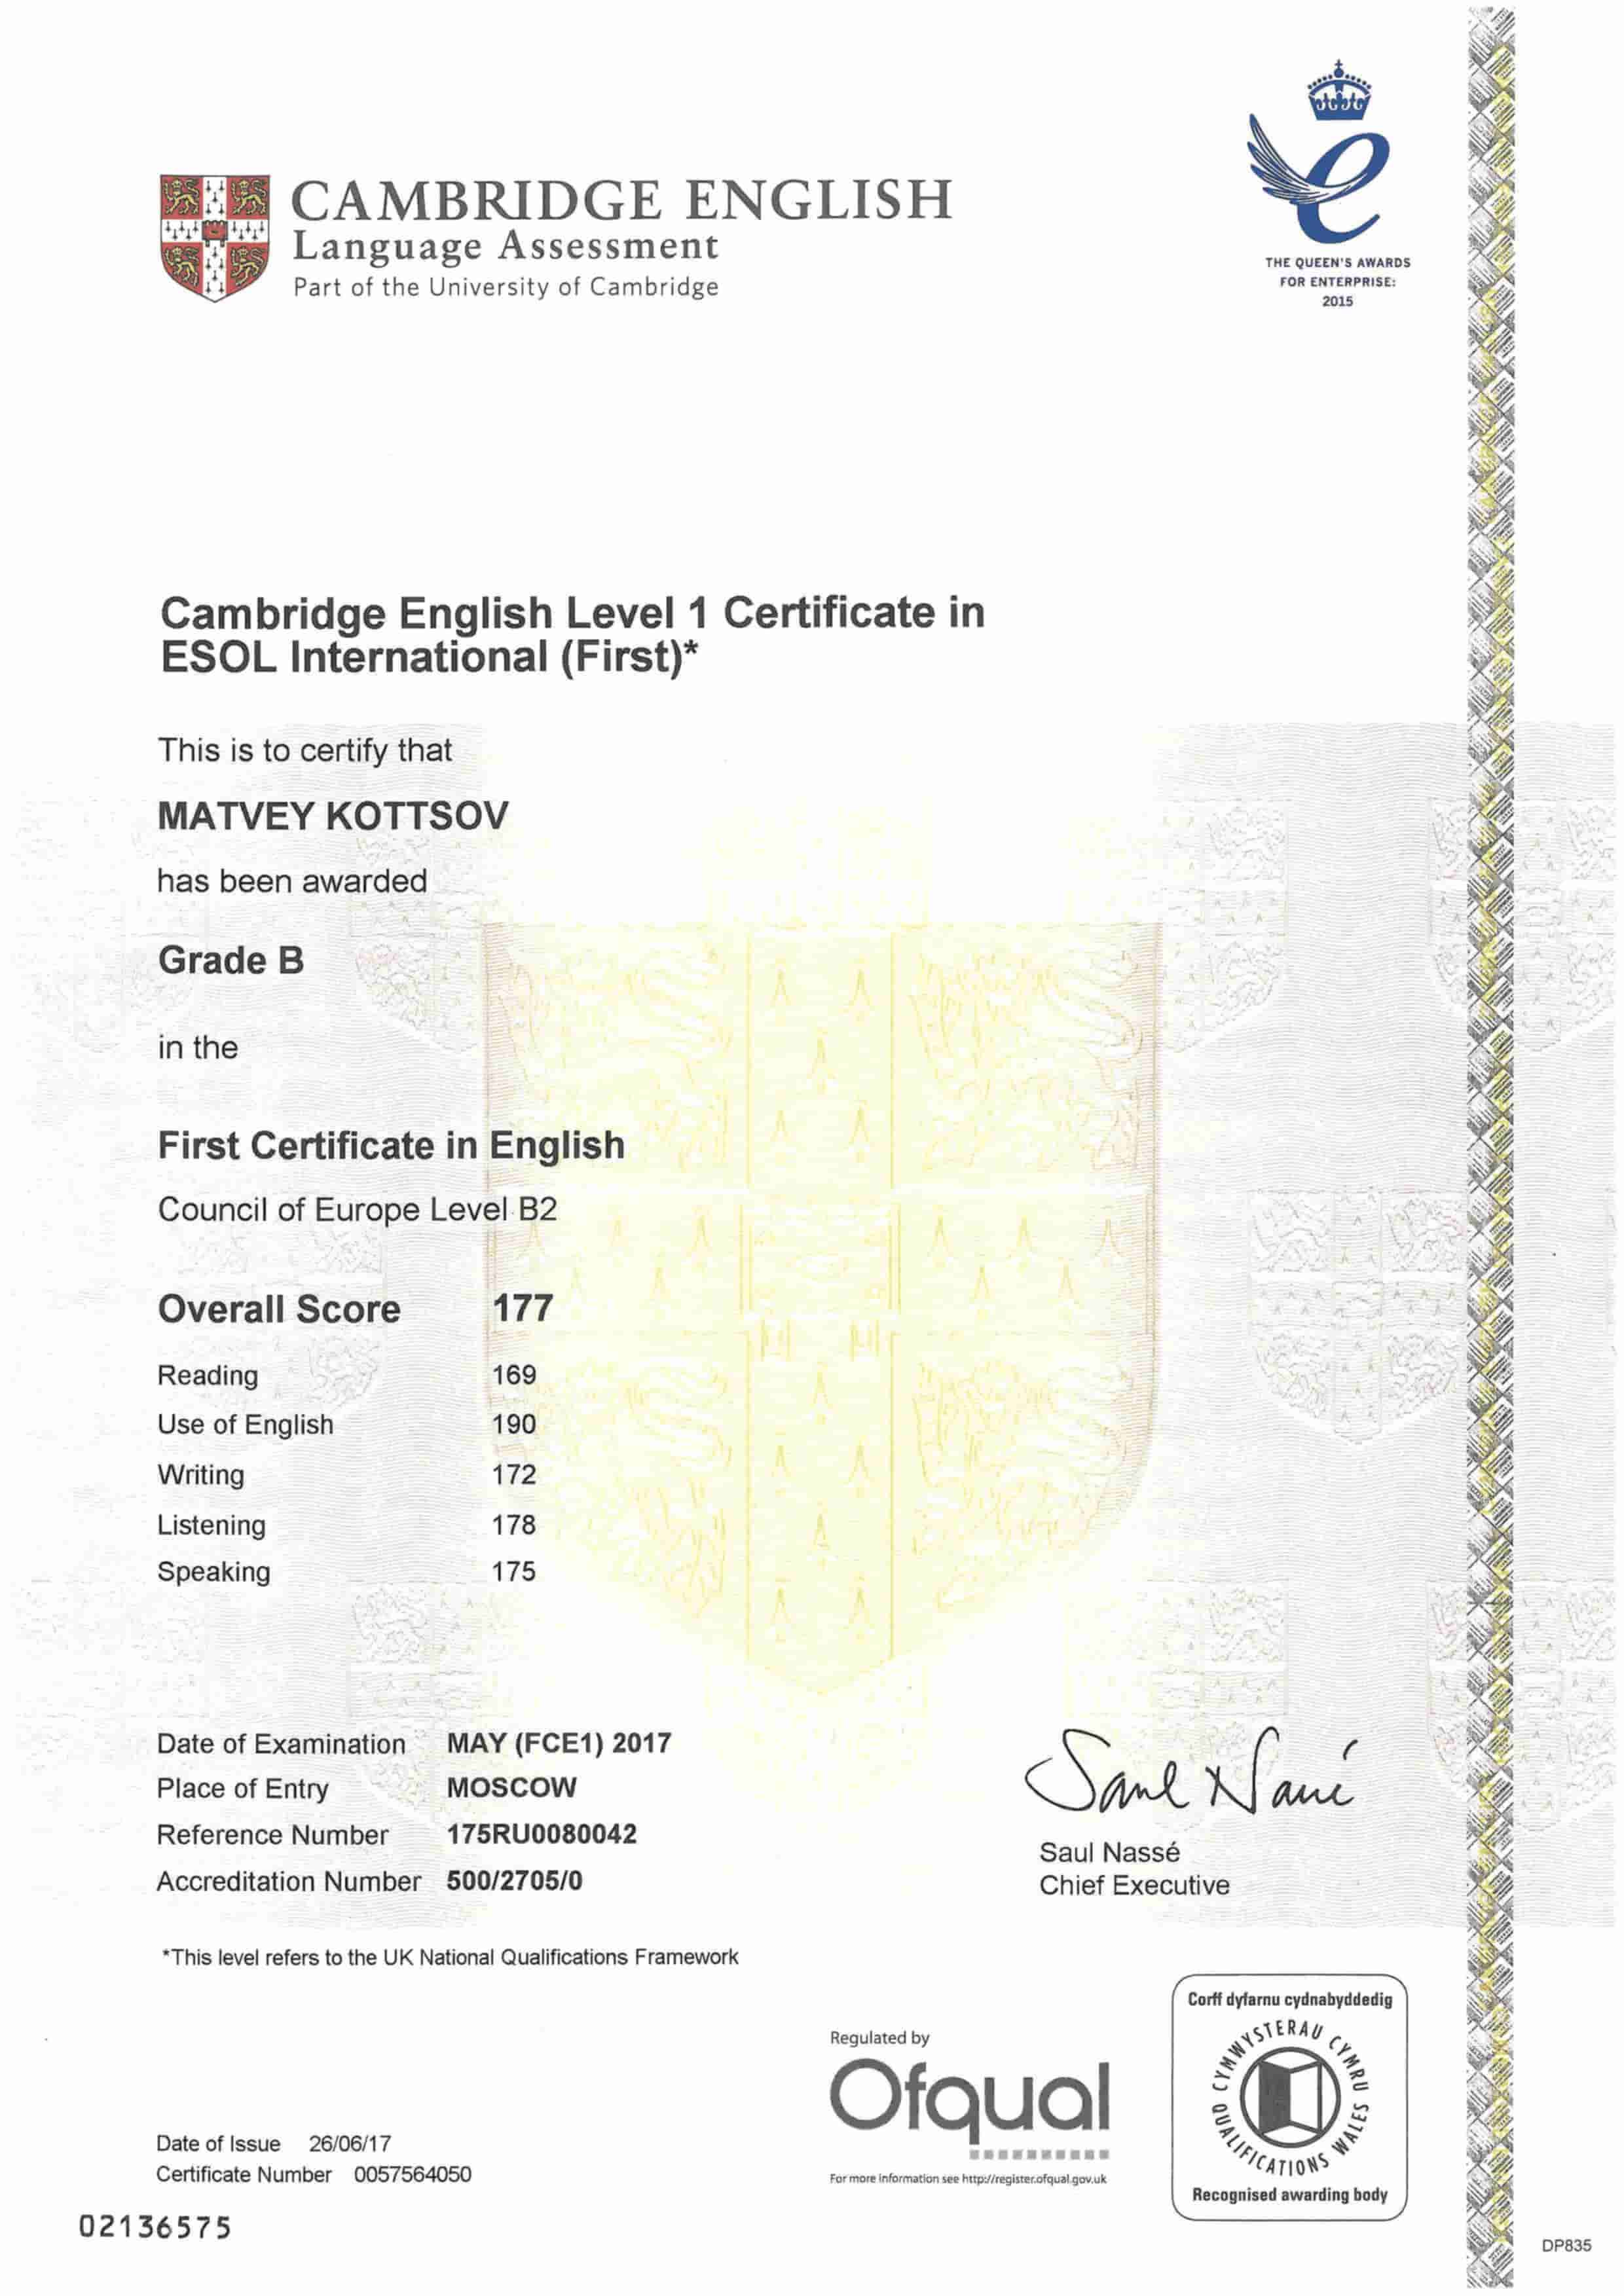 CAMBRIDGE ENGLISH
Language Assessment
Part of the University of Cambridge
THE QUEEN'S AWARDS
FOR ENTERPRISE:
2015
Cambridge English Level 1 Certificate in
ESOL International (First)*
This is to certify that
MATVEY KOTTSOV
has been awarded
Grade B
in the
First Certificate in English
Council of Europe Level B2
Overall Score 177
Reading 169
Use of English 190
Writing 172
Listening 178
Speaking 175
Date of Examination MAY (FCE1) 2017
Place of Entry MOSCOW
Reference Number 175RU0080042
Accreditation Number 500/2705/0
Saul Nassé
Saul Nassé
Chief Executive
*This level refers to the UK National Qualifications Framework
Regulated by
Ofqual
For more information see http://register.ofqual.gov.uk
Corff dyfarnu cydnabyddedig
CYMWYSTERAU CYMRU
QUALIFICATIONS WALES
Recognised awarding body
Date of Issue 26/06/17
Certificate Number 0057564050
02136575
DP835